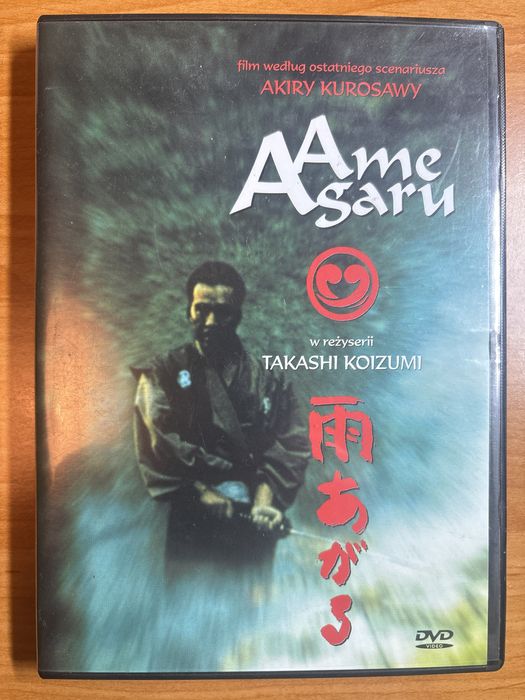 film według ostatniego scenariusza
AKIRY KUROSAWY
Ame
Agaru
w reżyserii
TAKASHI KOIZUMI
雨あがる
DVD
VIDEO